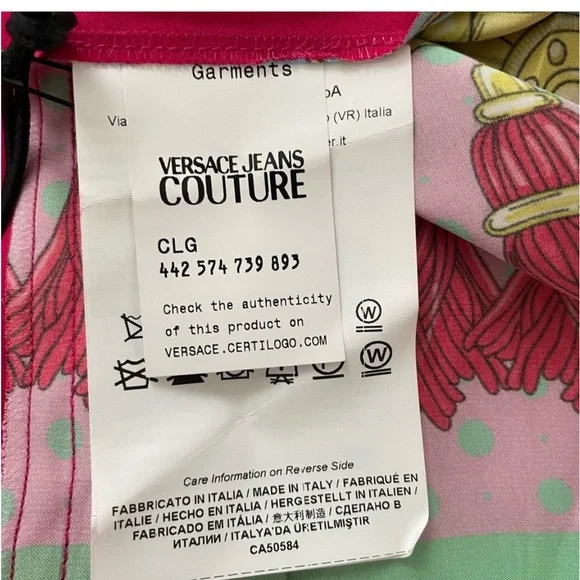 Garments
Via (VR) Italia
VERSACE JEANS
COUTURE
CLG
442 574 739 893
Check the authenticity
of this product on
VERSACE.CERTILOGO.COM
W
W
Care Information on Reverse Side
FABBRICATO IN ITALIA / MADE IN ITALY / FABRIQUÉ EN
ITALIE / HECHO EN ITALIA / HERGESTELLT IN ITALIEN /
FABRICADO EM ITÁLIA / 意大利制造 / СДЕЛАНО В
ИТАЛИИ / ITALYA'DA ÜRETILMIŞTIR
CA50584